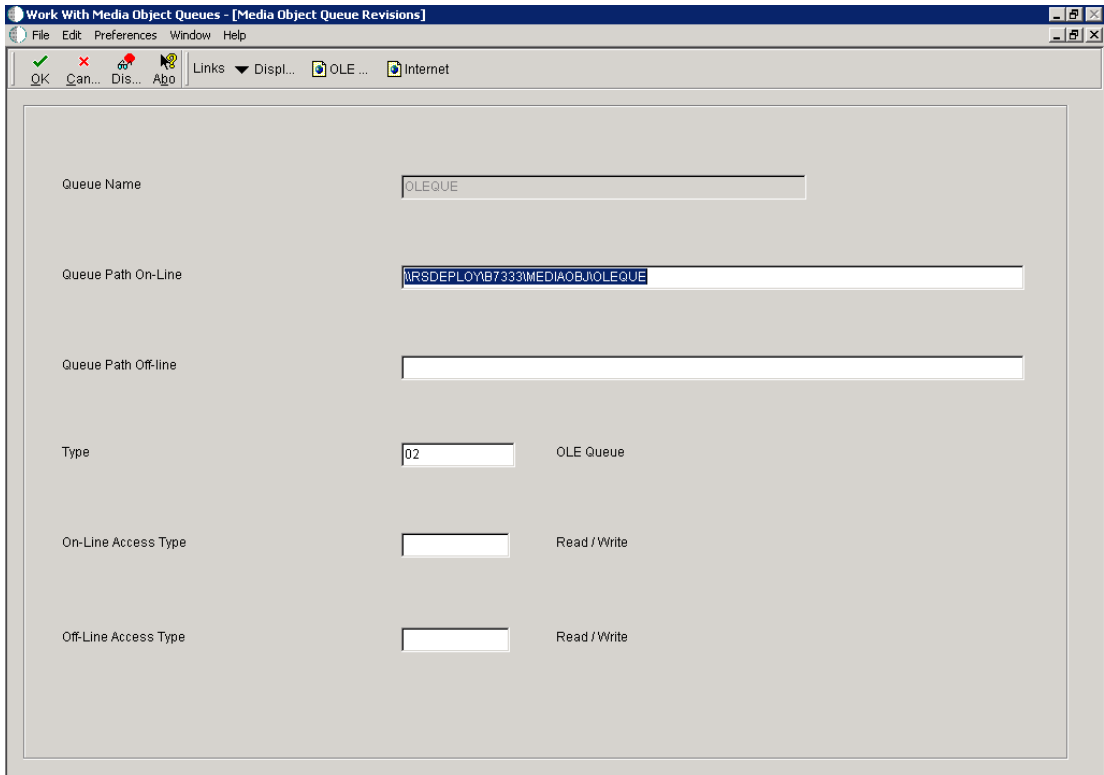 Work With Media Object Queues - [Media Object Queue Revisions]
File Edit Preferences Window Help
OK Can... Dis... Abo Links Displ... OLE ... Internet
Queue Name OLEQUE
Queue Path On-Line \\RSDEPLOY\B7333\MEDIAOBJ\OLEQUE
Queue Path Off-line
Type 02 OLE Queue
On-Line Access Type Read / Write
Off-Line Access Type Read / Write